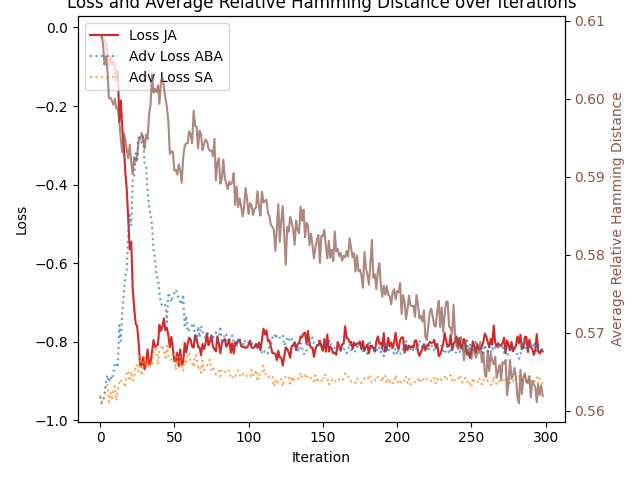 Loss and Average Relative Hamming Distance over Iterations
Loss JA
Adv Loss ABA
Adv Loss SA
0.0
−0.2
−0.4
−0.6
−0.8
−1.0
Loss
0.61
0.60
0.59
0.58
0.57
0.56
Average Relative Hamming Distance
0 50 100 150 200 250 300
Iteration